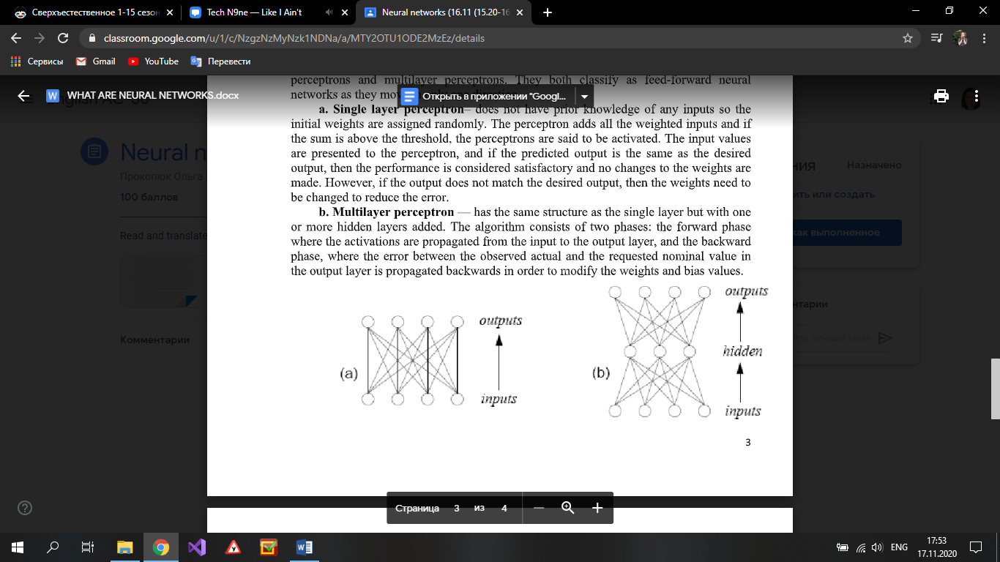 Сверхъестественное 1-15 сезон
Tech N9ne — Like I Ain't
Neural networks (16.11 (15.20-16
classroom.google.com/u/1/c/NzgzNzMyNzk1NDNa/a/MTY2OTU1ODE2MzEz/details
Сервисы
Gmail
YouTube
Перевести
WHAT ARE NEURAL NETWORKS.docx
Открыть в приложении "Googl...
perceptrons and multilayer perceptrons. They both classify as feed-forward neural
networks as they mov
a. Single layer perceptron– does not have prior knowledge of any inputs so the
initial weights are assigned randomly. The perceptron adds all the weighted inputs and if
the sum is above the threshold, the perceptrons are said to be activated. The input values
are presented to the perceptron, and if the predicted output is the same as the desired
output, then the performance is considered satisfactory and no changes to the weights are
made. However, if the output does not match the desired output, then the weights need to
be changed to reduce the error.
b. Multilayer perceptron — has the same structure as the single layer but with one
or more hidden layers added. The algorithm consists of two phases: the forward phase
where the activations are propagated from the input to the output layer, and the backward
phase, where the error between the observed actual and the requested nominal value in
the output layer is propagated backwards in order to modify the weights and bias values.
(a)
outputs
inputs
(b)
outputs
hidden
inputs
3
Neural n
Прокопюк Ольга
100 баллов
Read and translate
Комментарии
ния
Назначено
ить или создать
как выполненное
нтарии
ть личный комм
Страница 3 из 4
ENG
17:53
17.11.2020